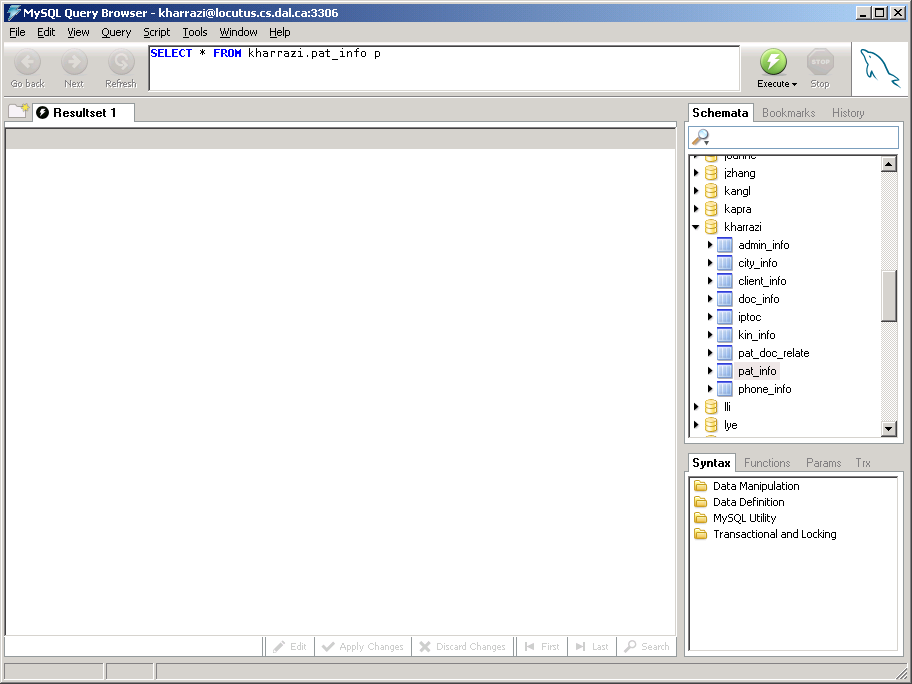 MySQL Query Browser - kharrazi@locutus.cs.dal.ca:3306
File Edit View Query Script Tools Window Help
SELECT * FROM kharrazi.pat_info p
Go back Next Refresh Execute Stop
STOP
Resultset 1
Schemata Bookmarks History
jzhang
kangl
kapra
kharrazi
admin_info
city_info
client_info
doc_info
iptoc
kin_info
pat_doc_relate
pat_info
phone_info
lli
lye
Syntax Functions Params Trx
Data Manipulation
Data Definition
MySQL Utility
Transactional and Locking
Edit Apply Changes Discard Changes First Last Search